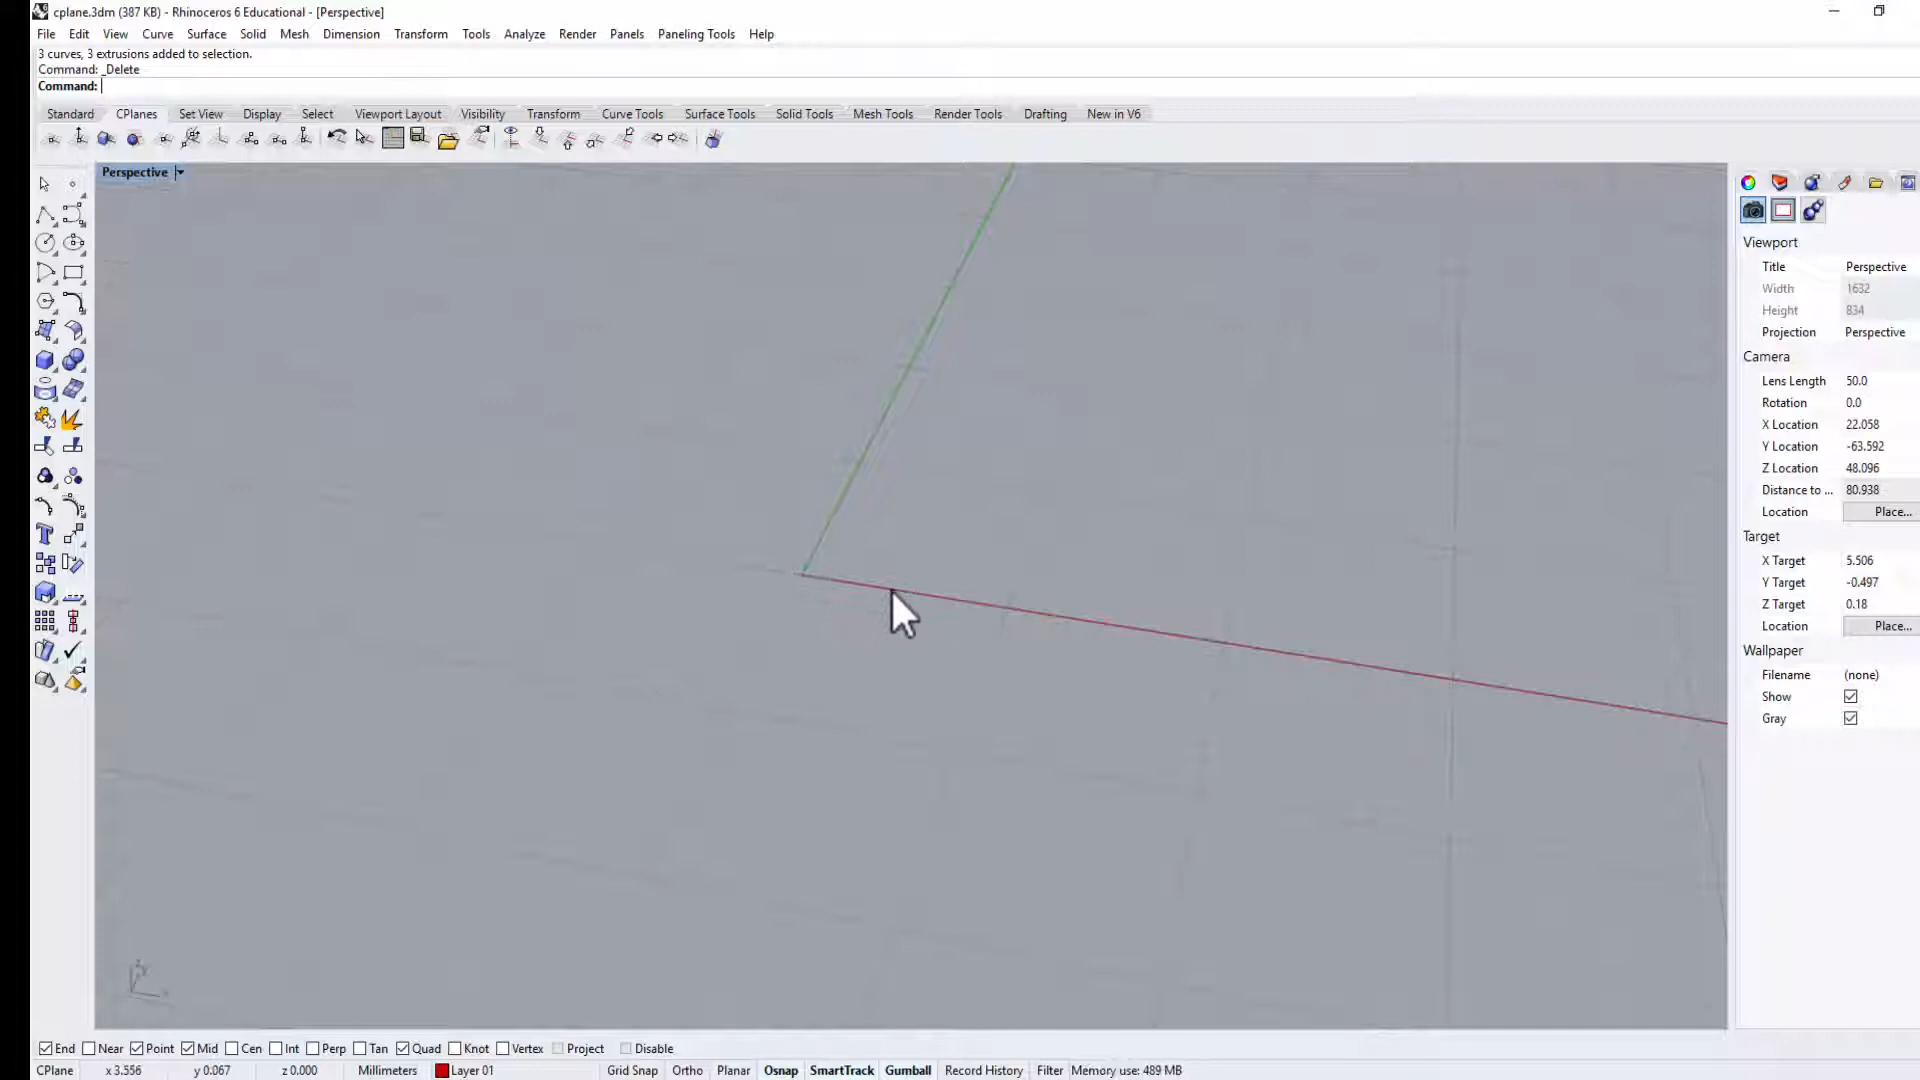 cplane.3dm (387 KB) - Rhinoceros 6 Educational - [Perspective]
File Edit View Curve Surface Solid Mesh Dimension Transform Tools Analyze Render Panels Paneling Tools Help
3 curves, 3 extrusions added to selection.
Command: _Delete
Command:
Standard CPlanes Set View Display Select Viewport Layout Visibility Transform Curve Tools Surface Tools Solid Tools Mesh Tools Render Tools Drafting New in V6
Perspective
Viewport
Title Perspective
Width 1632
Height 834
Projection Perspective
Camera
Lens Length 50.0
Rotation 0.0
X Location 22.058
Y Location -63.592
Z Location 48.096
Distance to ... 80.938
Location Place...
Target
X Target 5.506
Y Target -0.497
Z Target 0.18
Location Place...
Wallpaper
Filename (none)
Show
Gray
End Near Point Mid Cen Int Perp Tan Quad Knot Vertex Project Disable
CPlane x 3.556 y 0.067 z 0.000 Millimeters Layer 01 Grid Snap Ortho Planar Osnap SmartTrack Gumball Record History Filter Memory use: 489 MB